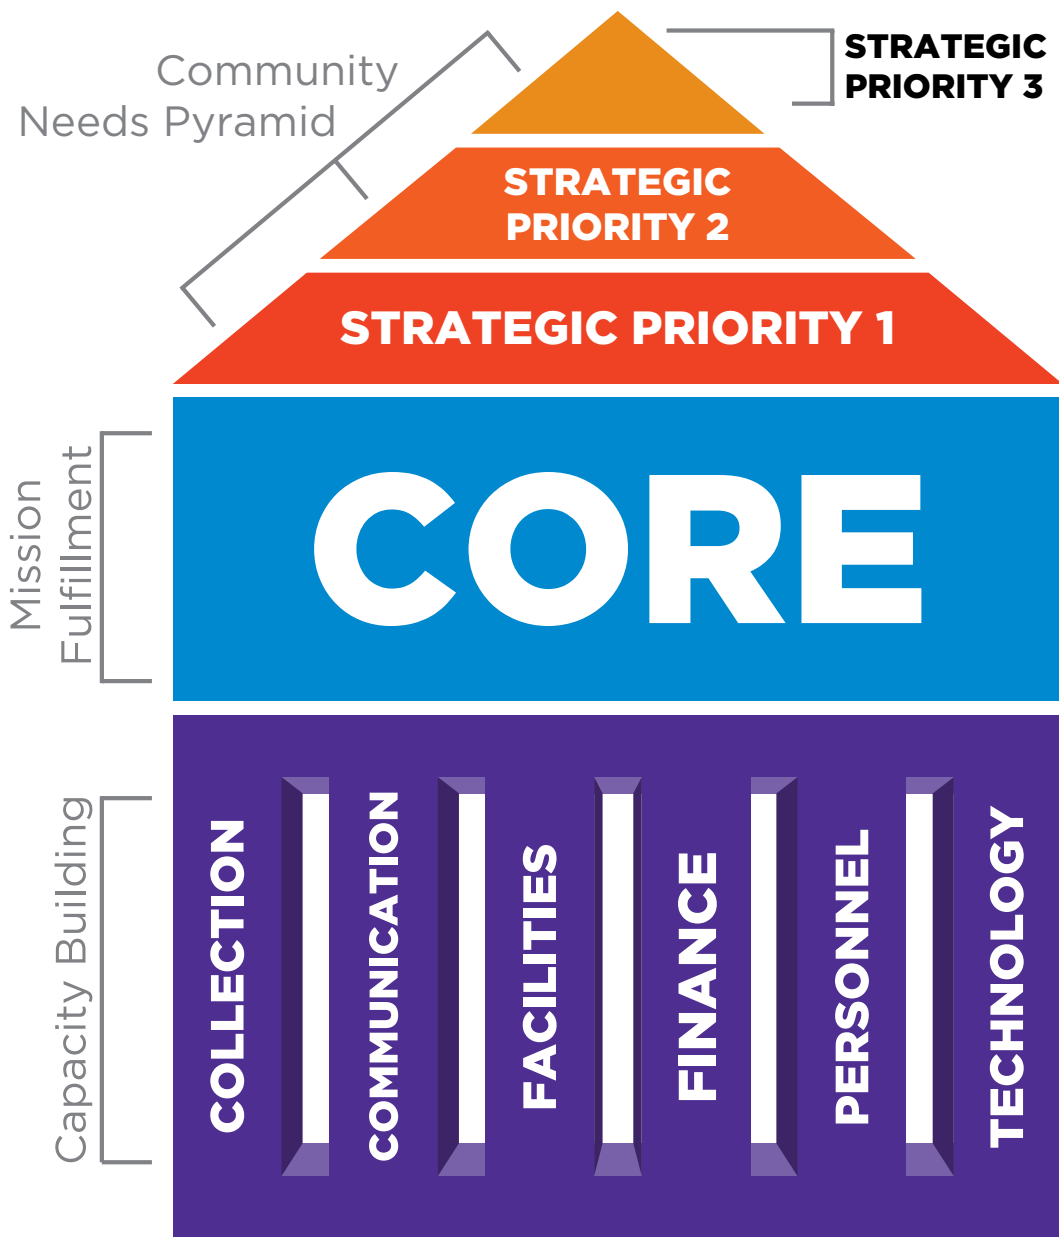 Community
Needs Pyramid
STRATEGIC
PRIORITY 3
STRATEGIC
PRIORITY 2
STRATEGIC PRIORITY 1
Mission
Fulfillment
CORE
Capacity Building
COLLECTION
COMMUNICATION
FACILITIES
FINANCE
PERSONNEL
TECHNOLOGY